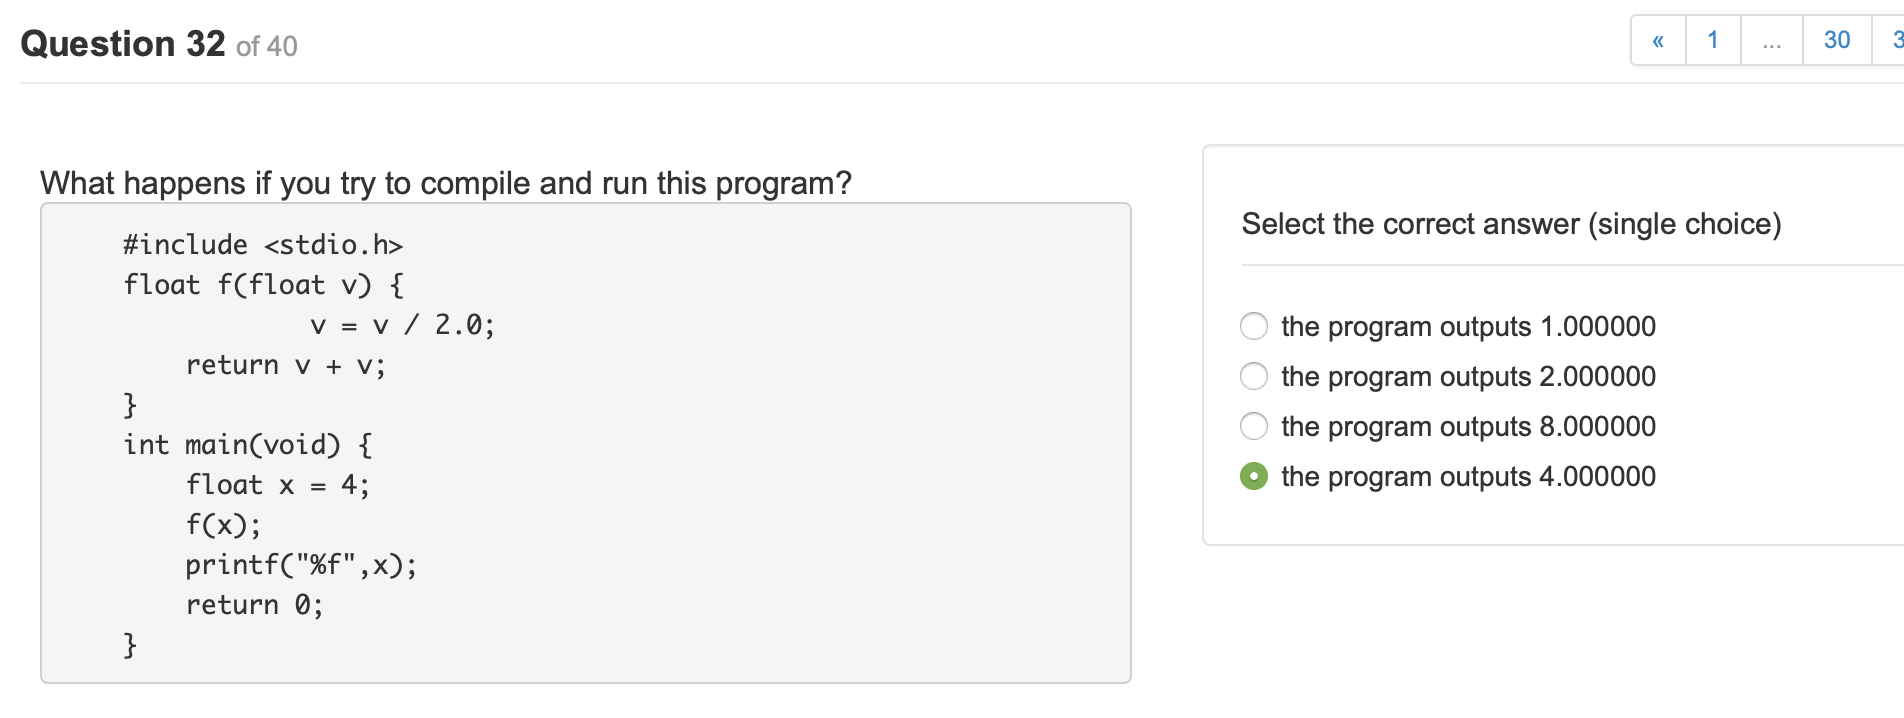 Question 32 of 40
« 1 ... 30
What happens if you try to compile and run this program?
#include <stdio.h>
float f(float v) {
            v = v / 2.0;
    return v + v;
}
int main(void) {
    float x = 4;
    f(x);
    printf("%f",x);
    return 0;
}
Select the correct answer (single choice)
the program outputs 1.000000
the program outputs 2.000000
the program outputs 8.000000
the program outputs 4.000000